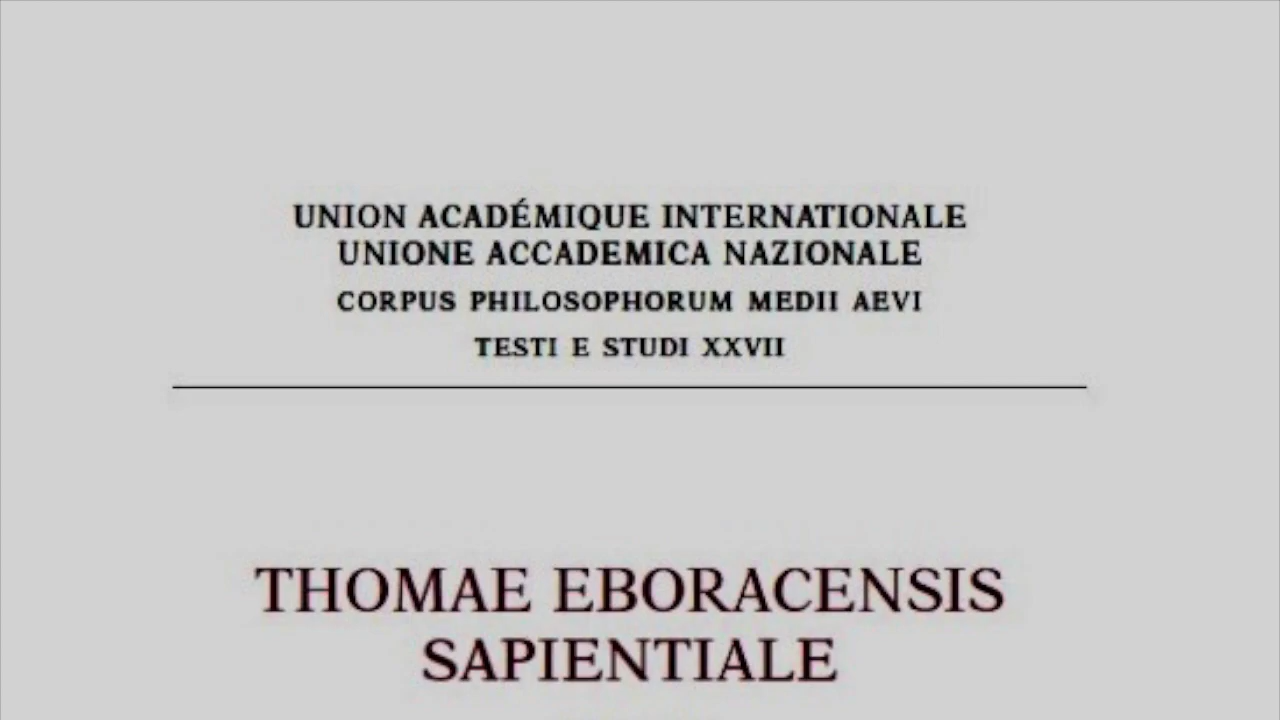 UNION ACADÉMIQUE INTERNATIONALE
UNIONE ACCADEMICA NAZIONALE
CORPUS PHILOSOPHORUM MEDII AEVI
TESTI E STUDI XXVII
THOMAE EBORACENSIS
SAPIENTIALE